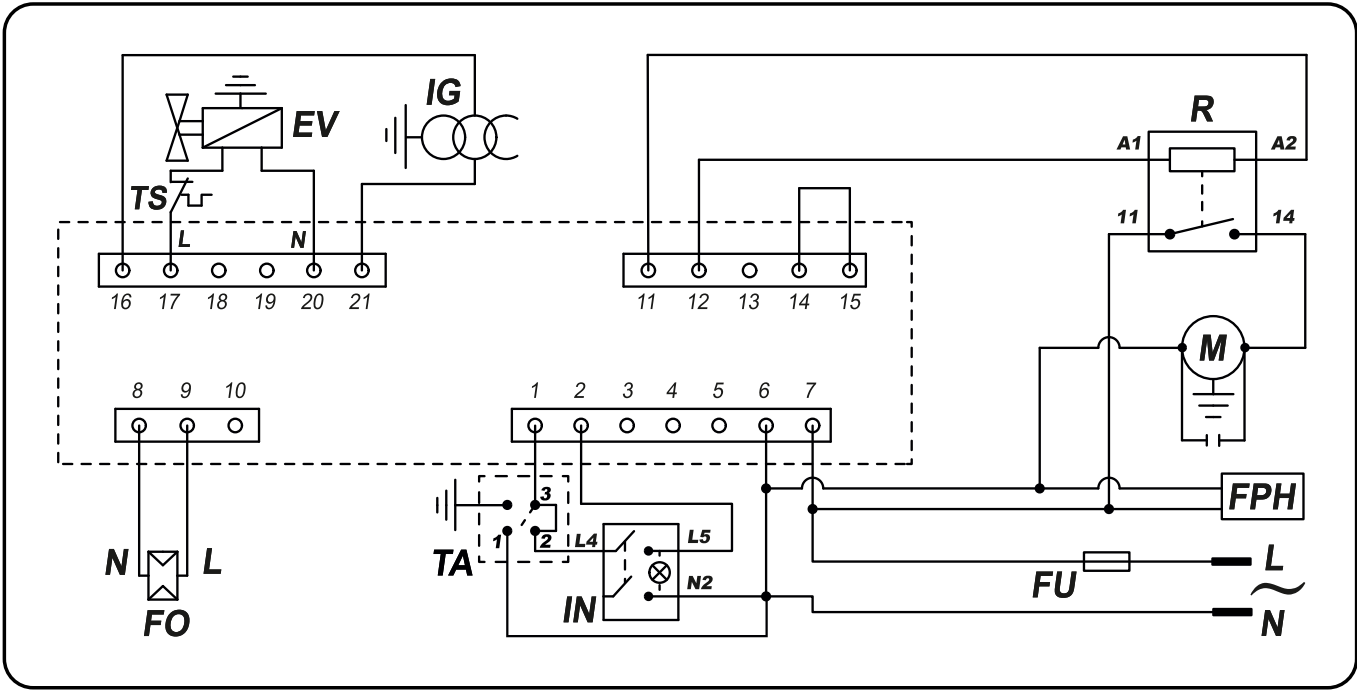 IG
R
EV
A1 A2
TS
11 14
L N
16 17 18 19 20 21
11 12 13 14 15
M
8 9 10
1 2 3 4 5 6 7
3
FPH
1 2 L4 L5
N L TA
L
N2
FU
IN
FO
~
N